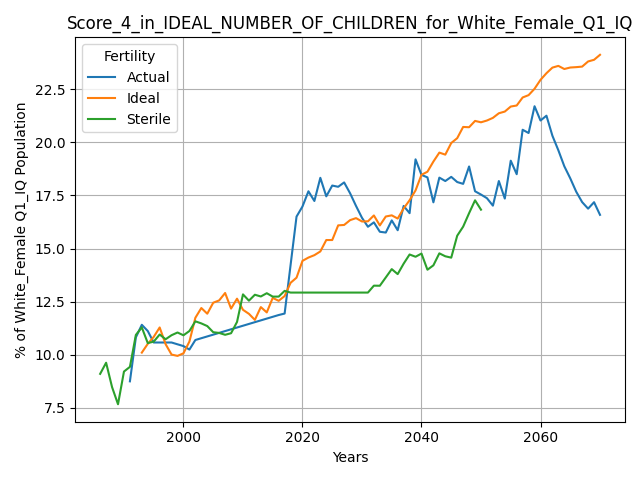 Score_4_in_IDEAL_NUMBER_OF_CHILDREN_for_White_Female_Q1_IQ
Fertility
Actual
Ideal
Sterile
% of White_Female Q1_IQ Population
22.5
20.0
17.5
15.0
12.5
10.0
7.5
2000 2020 2040 2060
Years